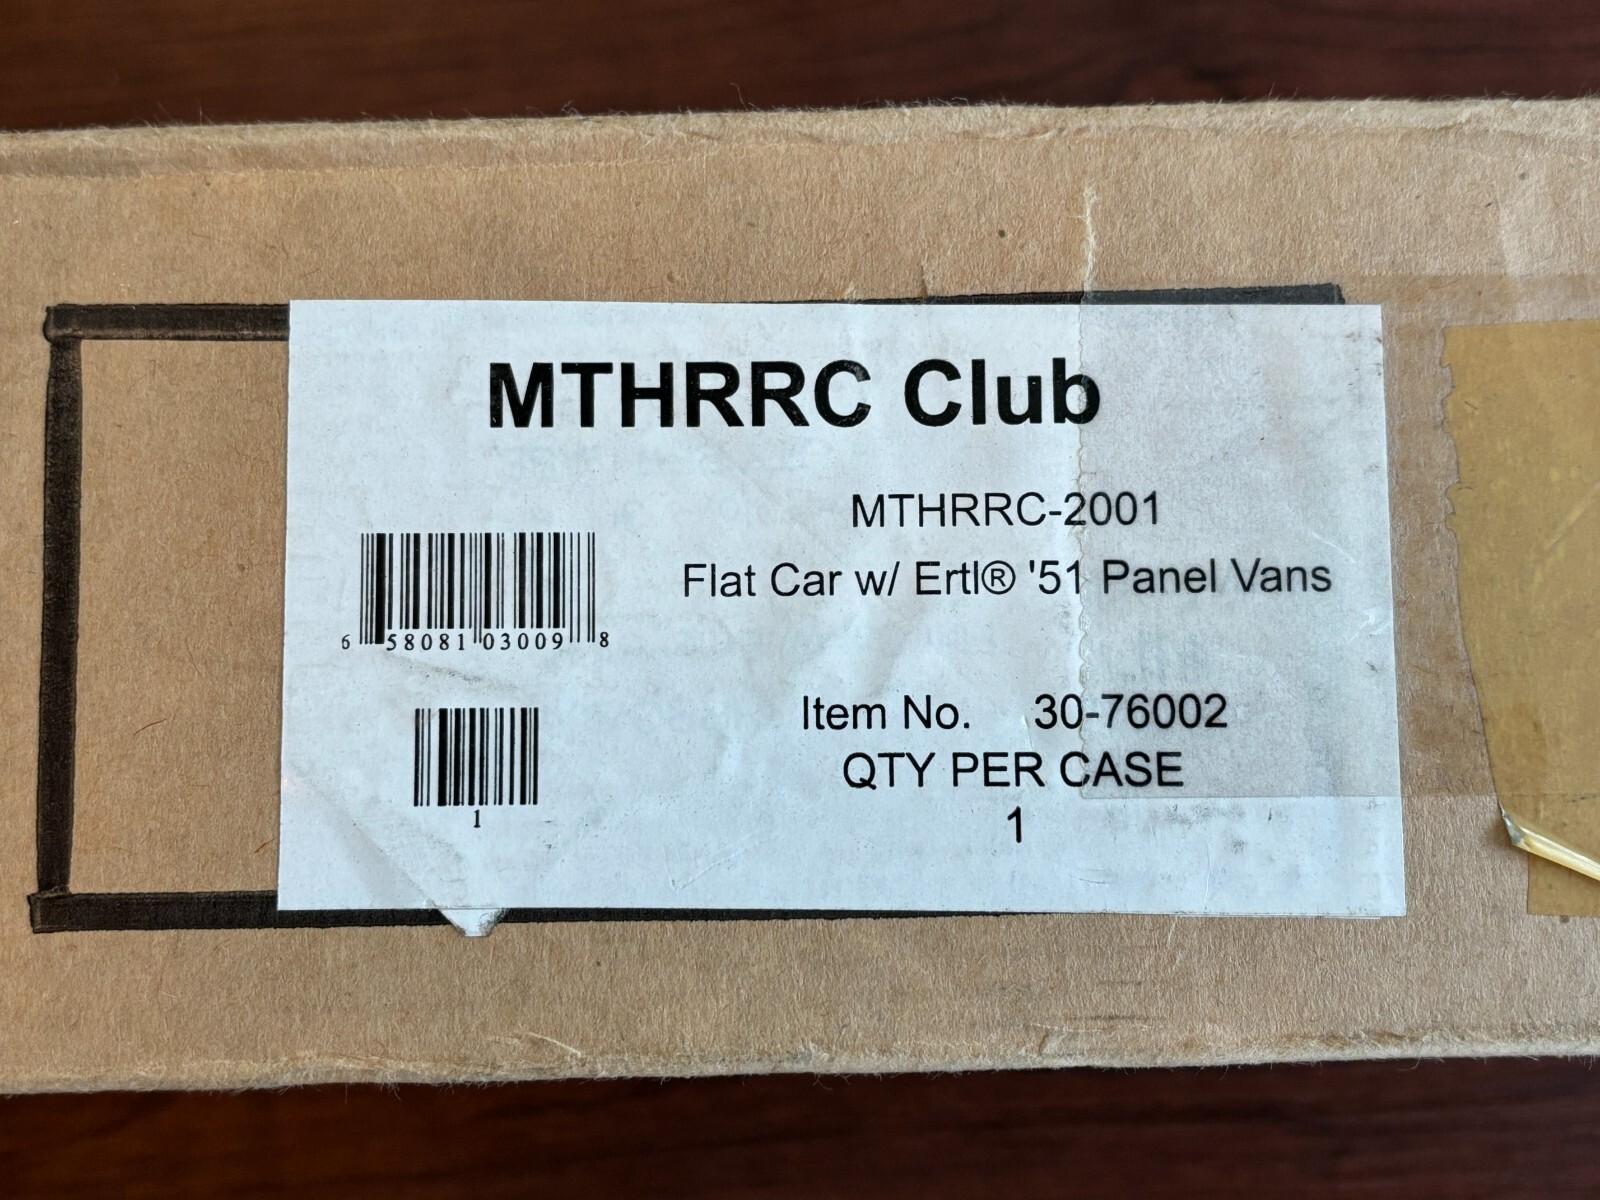 MTHRRC Club
MTHRRC-2001
Flat Car w/ Ertl® '51 Panel Vans
6 58081 03009 8
Item No. 30-76002
QTY PER CASE
1
1